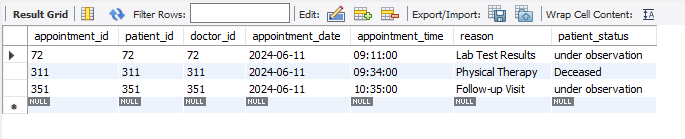 Result Grid Filter Rows: Edit: Export/Import: Wrap Cell Content:
appointment_id patient_id doctor_id appointment_date appointment_time reason patient_status
72 72 72 2024-06-11 09:11:00 Lab Test Results under observation
311 311 311 2024-06-11 09:34:00 Physical Therapy Deceased
351 351 351 2024-06-11 10:35:00 Follow-up Visit under observation
NULL NULL NULL NULL NULL NULL NULL